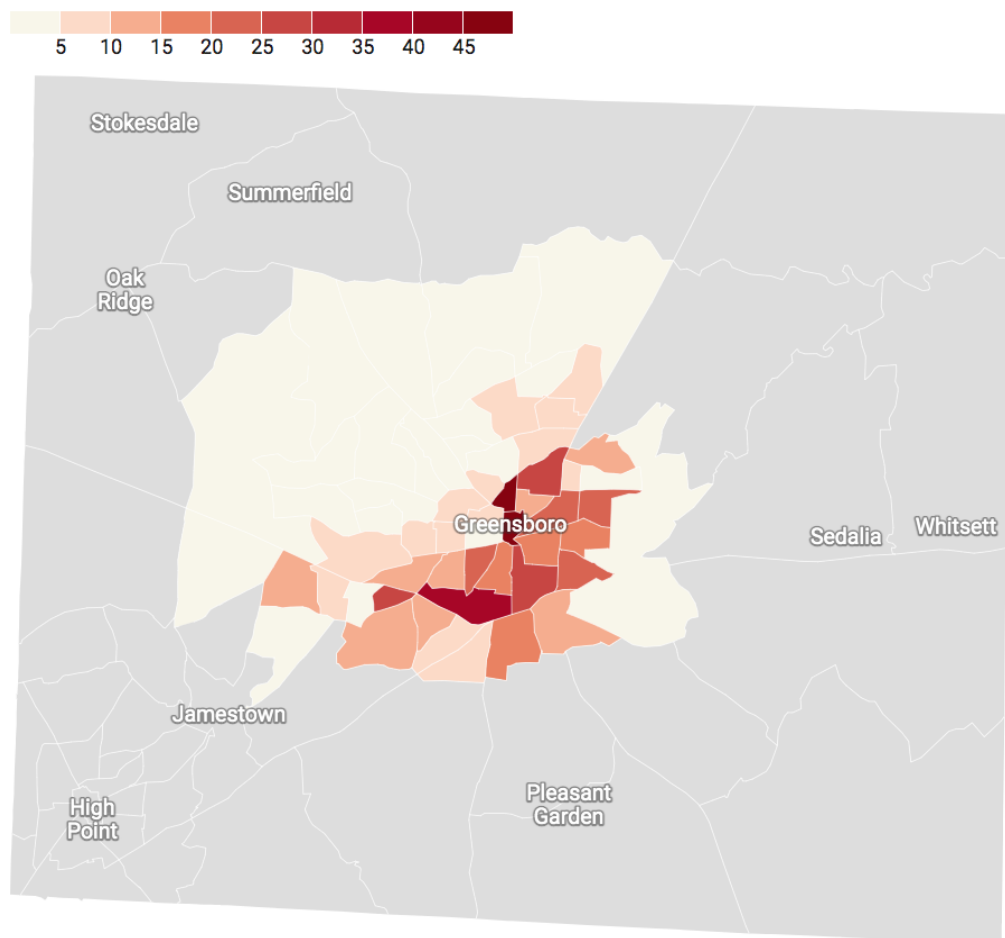 5 10 15 20 25 30 35 40 45
Stokesdale
Summerfield
Oak
Ridge
Greensboro
Sedalia
Whitsett
Jamestown
High
Point
Pleasant
Garden